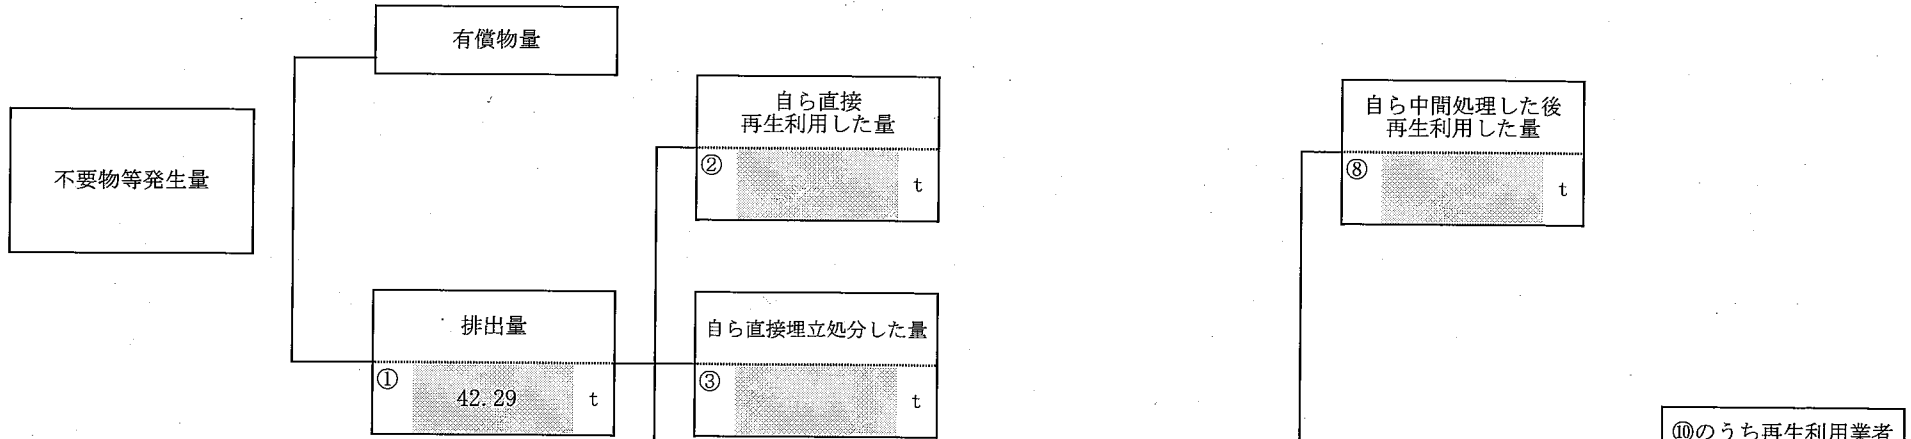 有償物量
不要物等発生量
自ら直接
再生利用した量
②
t
自ら中間処理した後
再生利用した量
⑧
t
排出量
①
42.29
t
自ら直接埋立処分した量
③
t
⑩のうち再生利用業者